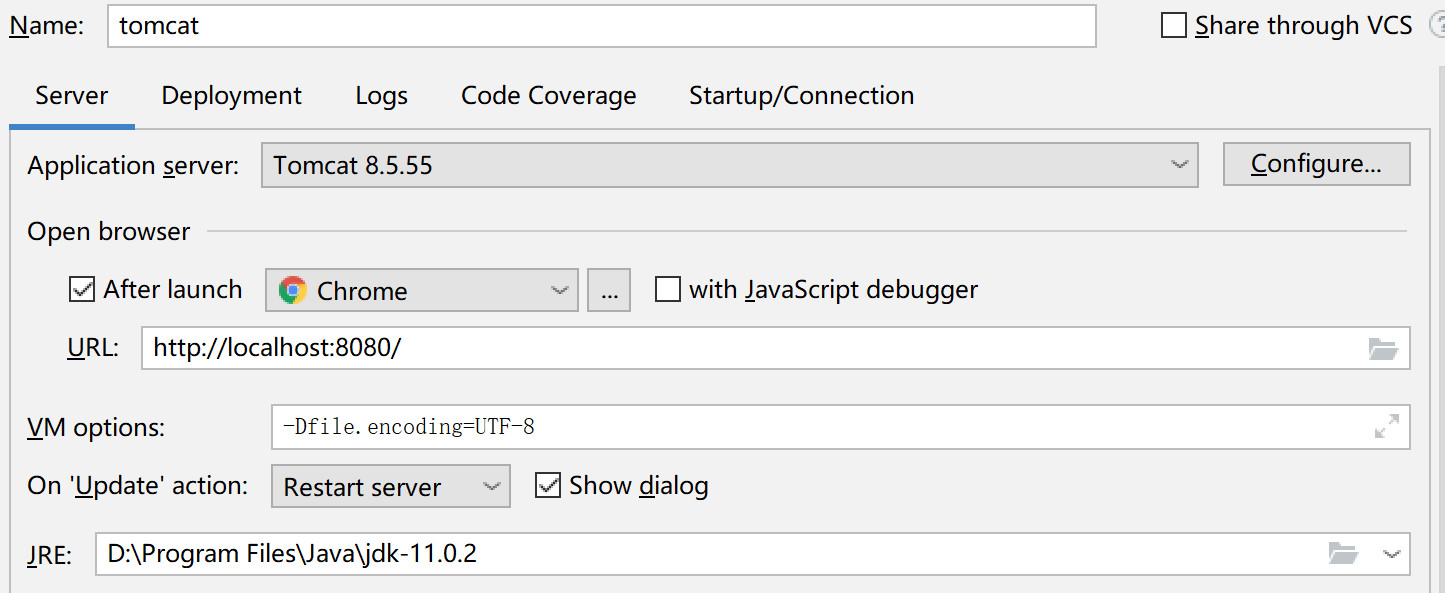 Name: tomcat Share through VCS ?
Server Deployment Logs Code Coverage Startup/Connection
Application server: Tomcat 8.5.55 Configure...
Open browser
After launch Chrome ... with JavaScript debugger
URL: http://localhost:8080/
VM options: -Dfile.encoding=UTF-8
On 'Update' action: Restart server Show dialog
JRE: D:\Program Files\Java\jdk-11.0.2